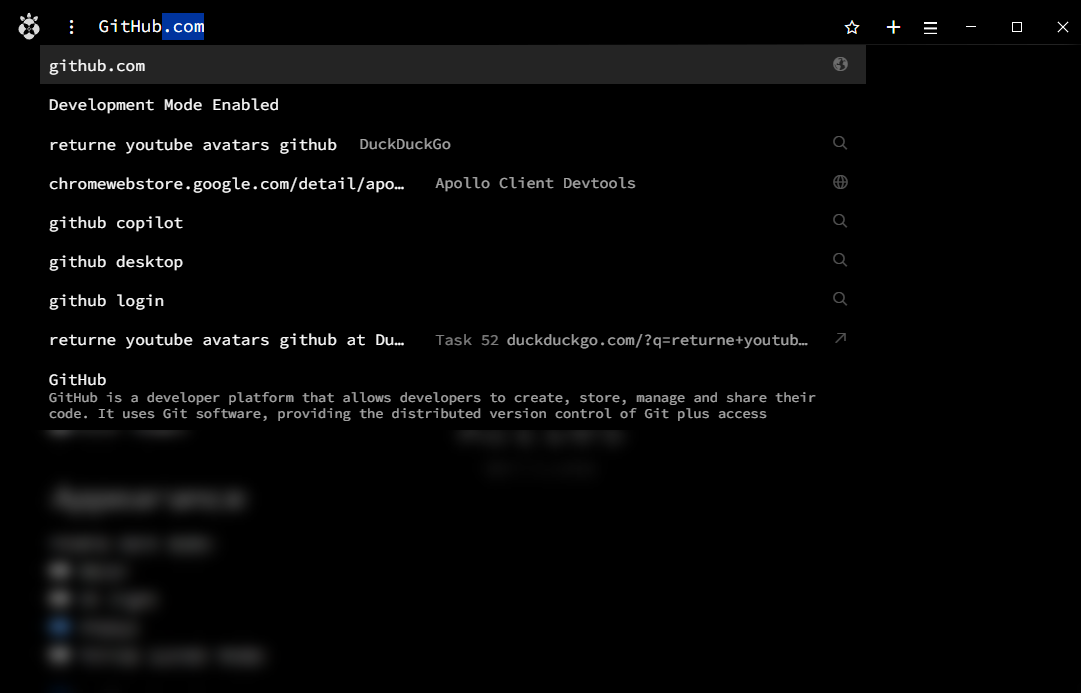 GitHub.com
github.com
Development Mode Enabled
returne youtube avatars github DuckDuckGo
chromewebstore.google.com/detail/apo… Apollo Client Devtools
github copilot
github desktop
github login
returne youtube avatars github at Du… Task 52 duckduckgo.com/?q=returne+youtub…
GitHub
GitHub is a developer platform that allows developers to create, store, manage and share their
code. It uses Git software, providing the distributed version control of Git plus access
Appearance